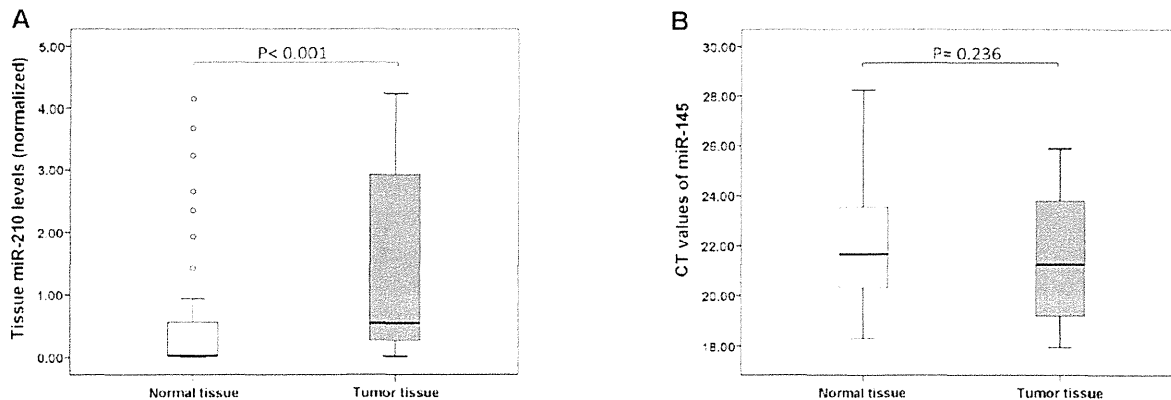 A
Tissue miR-210 levels (normalized)
5.00
4.00
3.00
2.00
1.00
0.00
P< 0.001
Normal tissue
Tumor tissue
B
CT values of miR-145
30.00
28.00
26.00
24.00
22.00
20.00
18.00
P= 0.236
Normal tissue
Tumor tissue